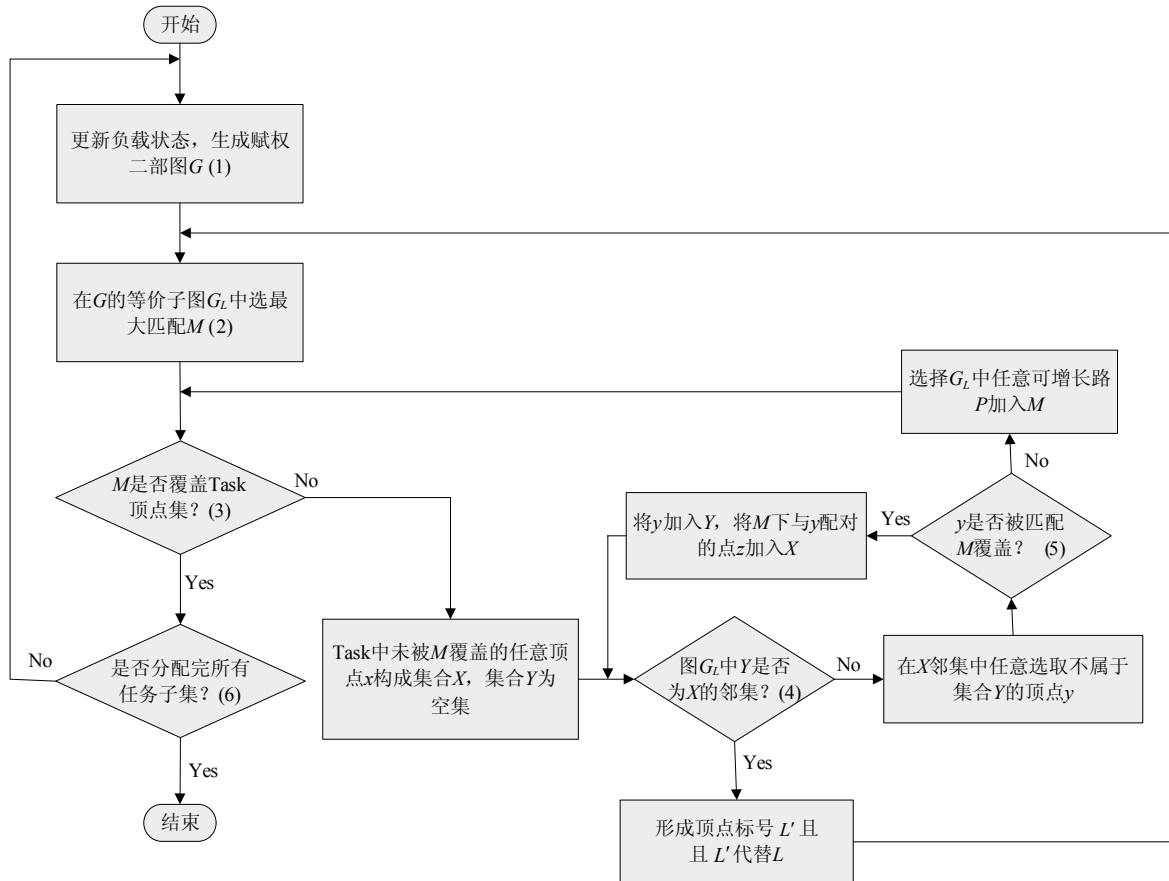 开始
更新负载状态，生成赋权
二部图G (1)
在G的等价子图GL中选最
大匹配M (2)
选择GL中任意可增长路
P加入M
No
M是否覆盖Task
顶点集？(3)
No
Yes
将y加入Y，将M下与y配对
的点z加入X
Yes
y是否被匹配
M覆盖？ (5)
No
是否分配完所有
任务子集？(6)
Yes
Task中未被M覆盖的任意顶
点x构成集合X，集合Y为
空集
图GL中Y是否
为X的邻集？(4)
No
在X邻集中任意选取不属于
集合Y的顶点y
Yes
结束
形成顶点标号 L′ 且
且 L′ 代替L